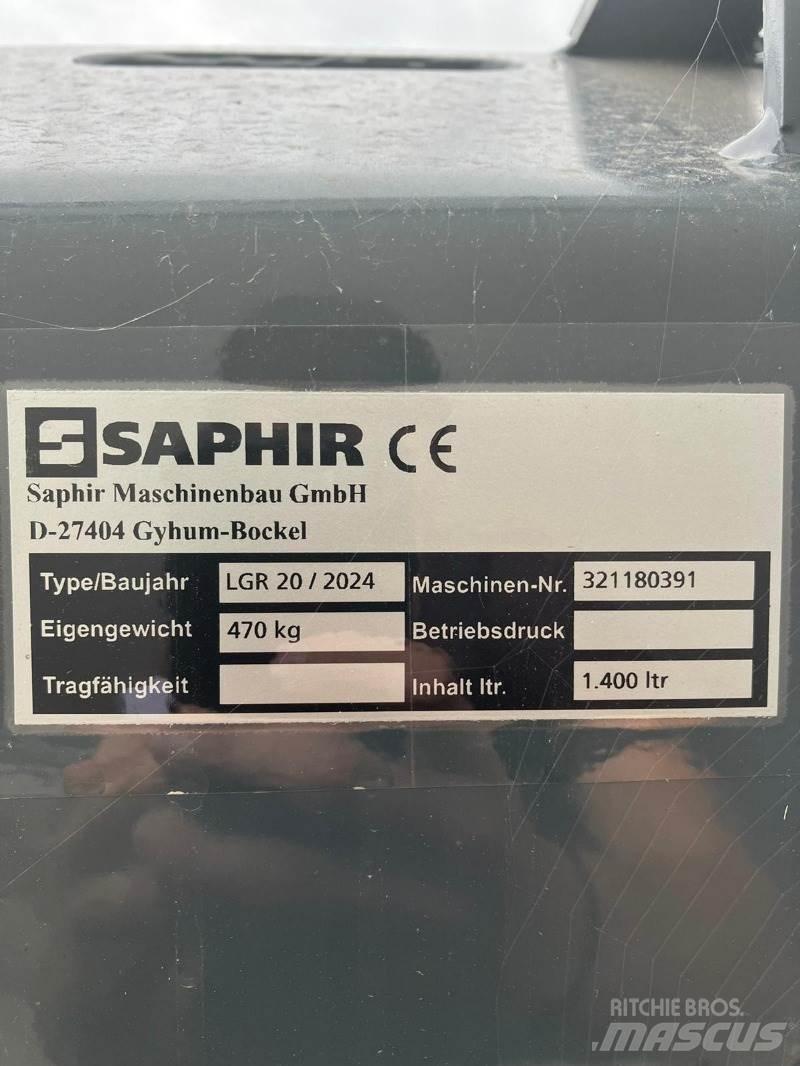 SAPHIR CE
Saphir Maschinenbau GmbH
D-27404 Gyhum-Bockel
Type/Baujahr LGR 20 / 2024 Maschinen-Nr. 321180391
Eigengewicht 470 kg Betriebsdruck
Tragfähigkeit Inhalt ltr. 1.400 ltr
RITCHIE BROS.
MASCUS